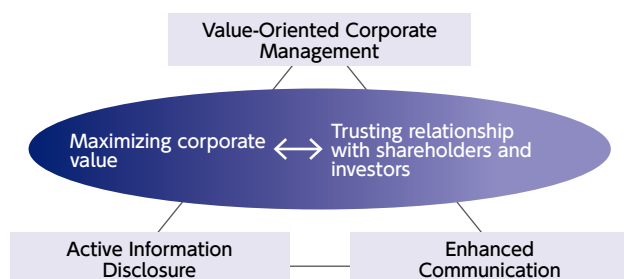 Value-Oriented Corporate
Management
Maximizing corporate
value
Trusting relationship
with shareholders and
investors
Active Information
Disclosure
Enhanced
Communication